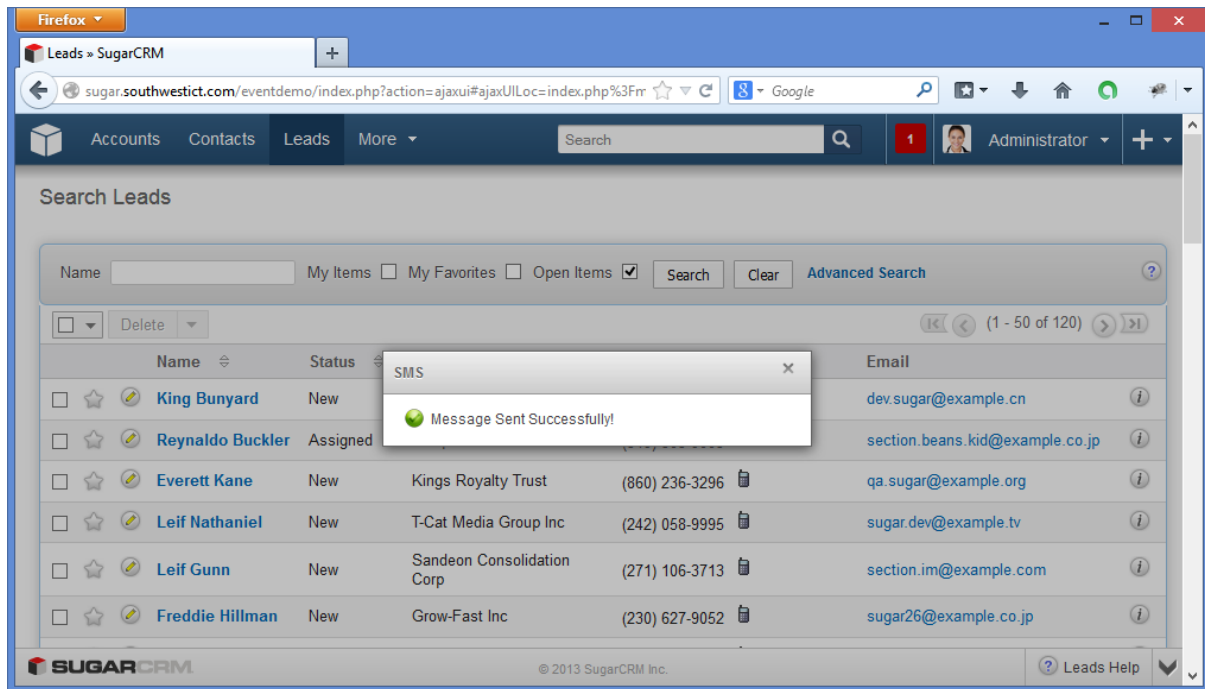 Firefox
Leads » SugarCRM
sugar.southwestict.com/eventdemo/index.php?action=ajaxui#ajaxUILoc=index.php%3Fm
Google
Accounts Contacts Leads More Search 1 Administrator
Search Leads
Name My Items My Favorites Open Items Search Clear Advanced Search ?
Delete (1 - 50 of 120)
Name Status Email
SMS
Message Sent Successfully!
King Bunyard New dev.sugar@example.cn
Reynaldo Buckler Assigned section.beans.kid@example.co.jp
Everett Kane New Kings Royalty Trust (860) 236-3296 qa.sugar@example.org
Leif Nathaniel New T-Cat Media Group Inc (242) 058-9995 sugar.dev@example.tv
Leif Gunn New Sandeon Consolidation Corp (271) 106-3713 section.im@example.com
Freddie Hillman New Grow-Fast Inc (230) 627-9052 sugar26@example.co.jp
SUGARCRM © 2013 SugarCRM Inc. ? Leads Help